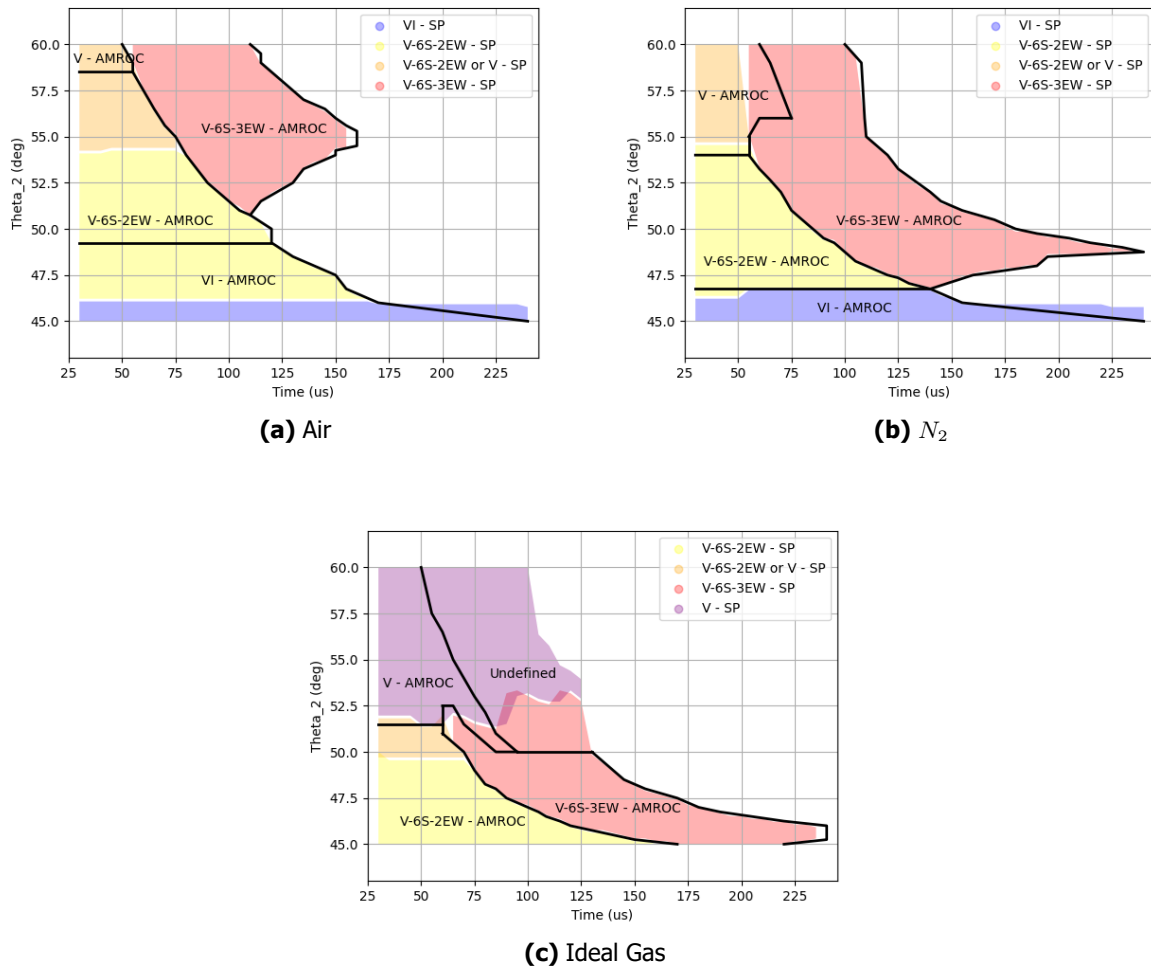 60.0
57.5
55.0
52.5
50.0
47.5
45.0
Theta_2 (deg)
25 50 75 100 125 150 175 200 225
Time (us)
VI - SP
V-6S-2EW - SP
V-6S-2EW or V - SP
V-6S-3EW - SP
V - AMROC
V-6S-3EW - AMROC
V-6S-2EW - AMROC
VI - AMROC
(a) Air
60.0
57.5
55.0
52.5
50.0
47.5
45.0
Theta_2 (deg)
25 50 75 100 125 150 175 200 225
Time (us)
VI - SP
V-6S-2EW - SP
V-6S-2EW or V - SP
V-6S-3EW - SP
V - AMROC
V-6S-3EW - AMROC
V-6S-2EW - AMROC
VI - AMROC
(b) N₂
60.0
57.5
55.0
52.5
50.0
47.5
45.0
Theta_2 (deg)
25 50 75 100 125 150 175 200 225
Time (us)
V-6S-2EW - SP
V-6S-2EW or V - SP
V-6S-3EW - SP
V - SP
Undefined
V - AMROC
V-6S-3EW - AMROC
V-6S-2EW - AMROC
(c) Ideal Gas